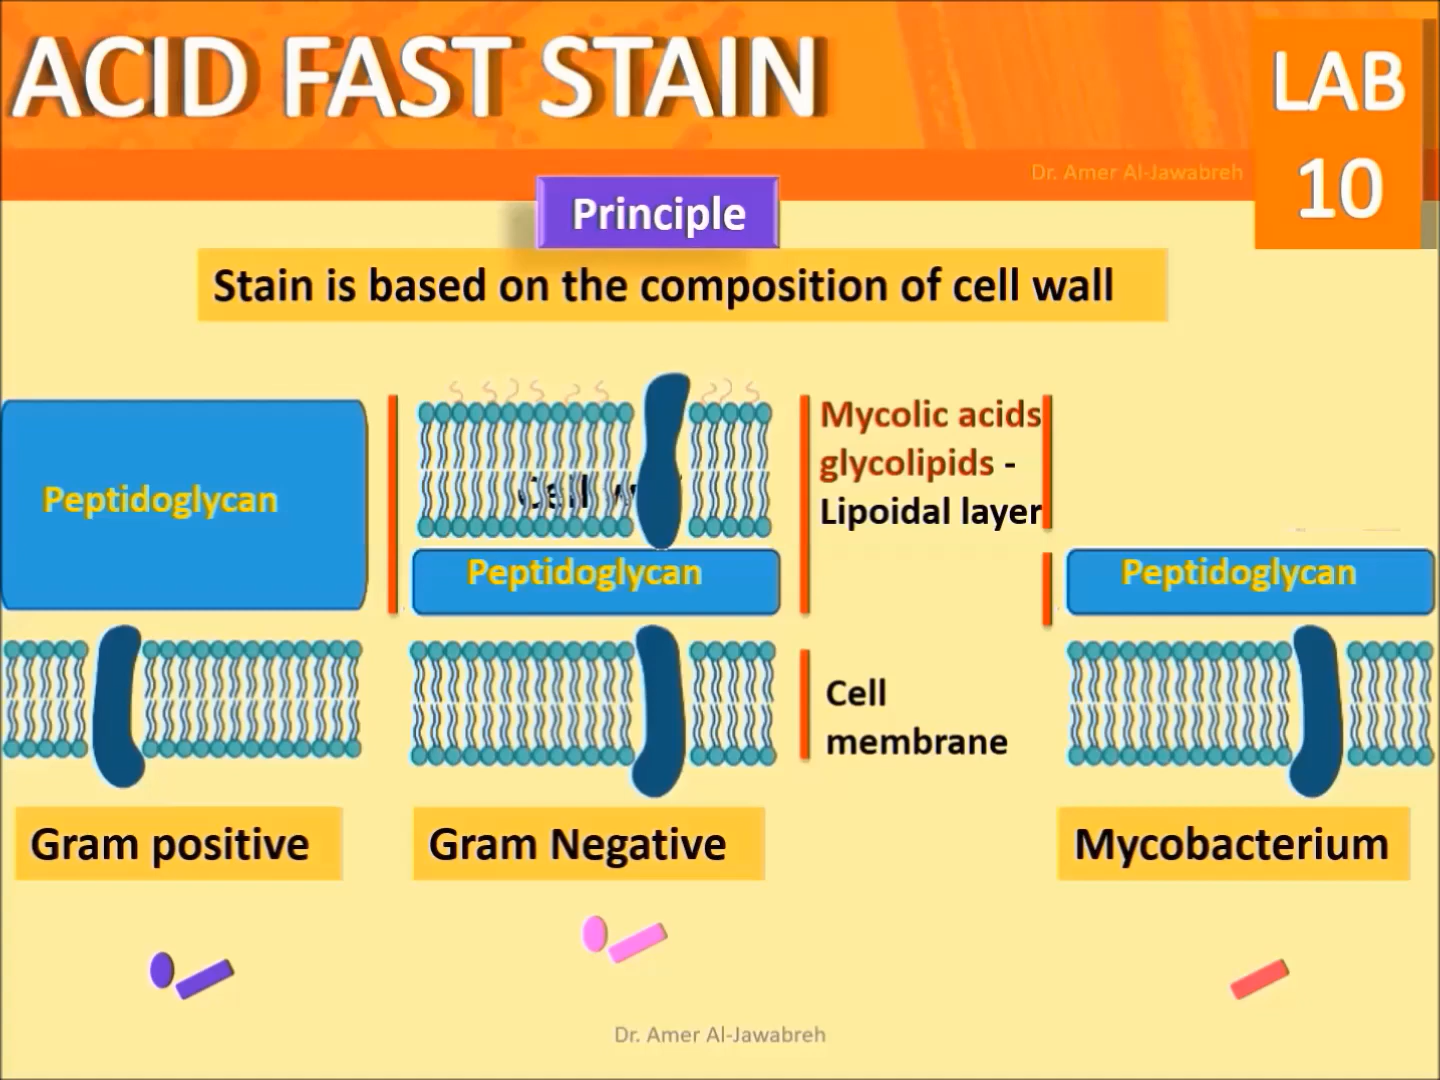 ACID FAST STAIN
LAB
10
Dr. Amer Al-Jawabreh
Principle
Stain is based on the composition of cell wall
Peptidoglycan
Cell
Peptidoglycan
Mycolic acids
glycolipids -
Lipoidal layer
Peptidoglycan
Cell
membrane
Gram positive
Gram Negative
Mycobacterium
Dr. Amer Al-Jawabreh